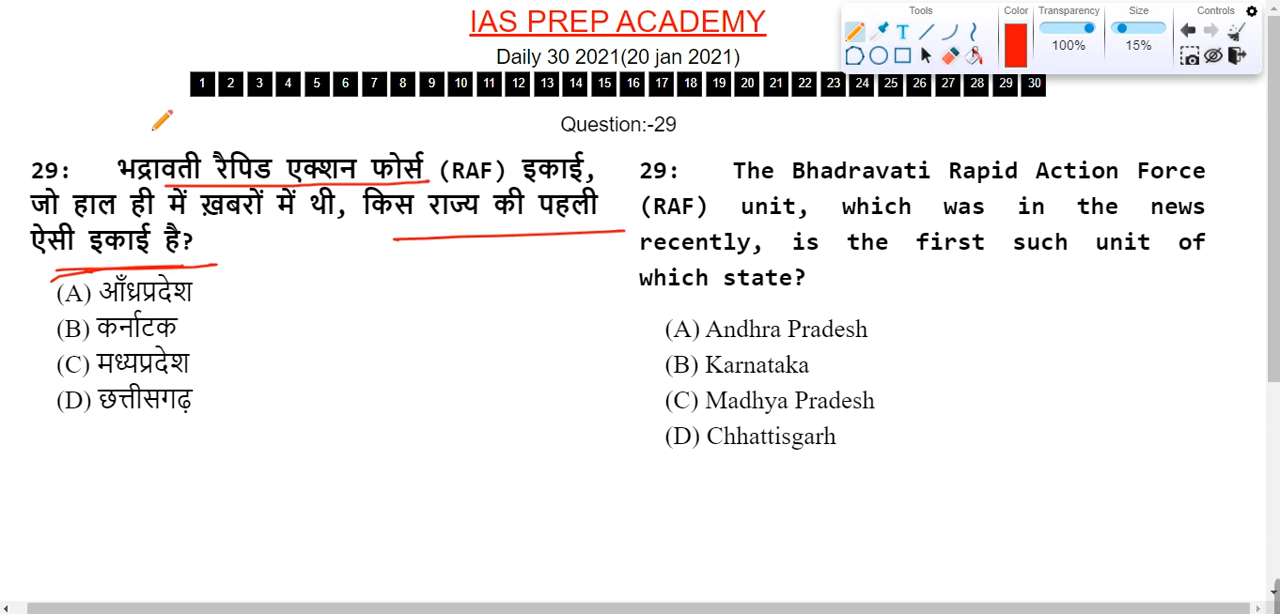 IAS PREP ACADEMY
Daily 30 2021(20 jan 2021)
1 2 3 4 5 6 7 8 9 10 11 12 13 14 15 16 17 18 19 20 21 22 23 24 25 26 27 28 29 30
Tools
Color
Transparency
Size
Controls
T
100%
15%
Question:-29
29: भद्रावती रैपिड एक्शन फोर्स (RAF) इकाई,
जो हाल ही में ख़बरों में थी, किस राज्य की पहली
ऐसी इकाई है?
(A) आँध्रप्रदेश
(B) कर्नाटक
(C) मध्यप्रदेश
(D) छत्तीसगढ़
29: The Bhadravati Rapid Action Force
(RAF) unit, which was in the news
recently, is the first such unit of
which state?
(A) Andhra Pradesh
(B) Karnataka
(C) Madhya Pradesh
(D) Chhattisgarh